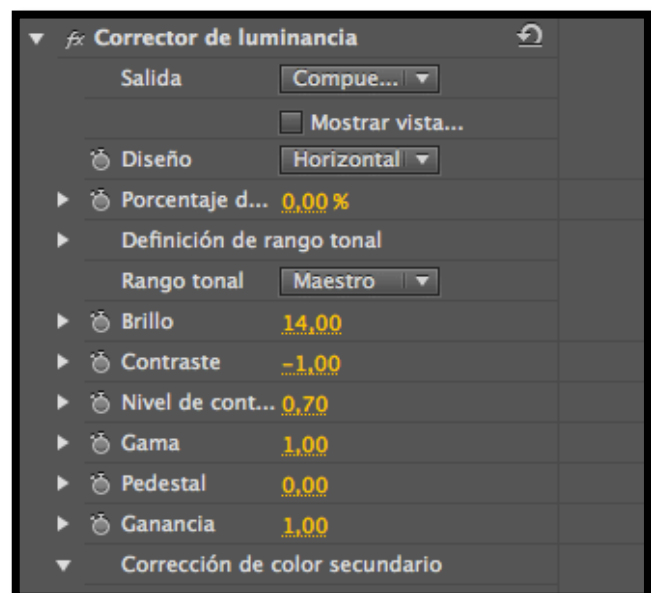 fx Corrector de luminancia
Salida Compue...
Mostrar vista...
Diseño Horizontal
Porcentaje d... 0,00 %
Definición de rango tonal
Rango tonal Maestro
Brillo 14,00
Contraste -1,00
Nivel de cont... 0,70
Gama 1,00
Pedestal 0,00
Ganancia 1,00
Corrección de color secundario